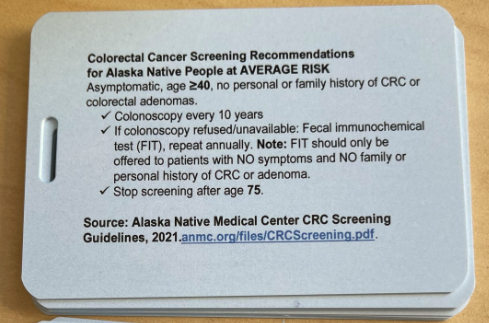 Colorectal Cancer Screening Recommendations
for Alaska Native People at AVERAGE RISK
Asymptomatic, age ≥40, no personal or family history of CRC or
colorectal adenomas.
✓ Colonoscopy every 10 years
✓ If colonoscopy refused/unavailable: Fecal immunochemical
test (FIT), repeat annually. Note: FIT should only be
offered to patients with NO symptoms and NO family or
personal history of CRC or adenoma.
✓ Stop screening after age 75.
Source: Alaska Native Medical Center CRC Screening
Guidelines, 2021.anmc.org/files/CRCScreening.pdf.